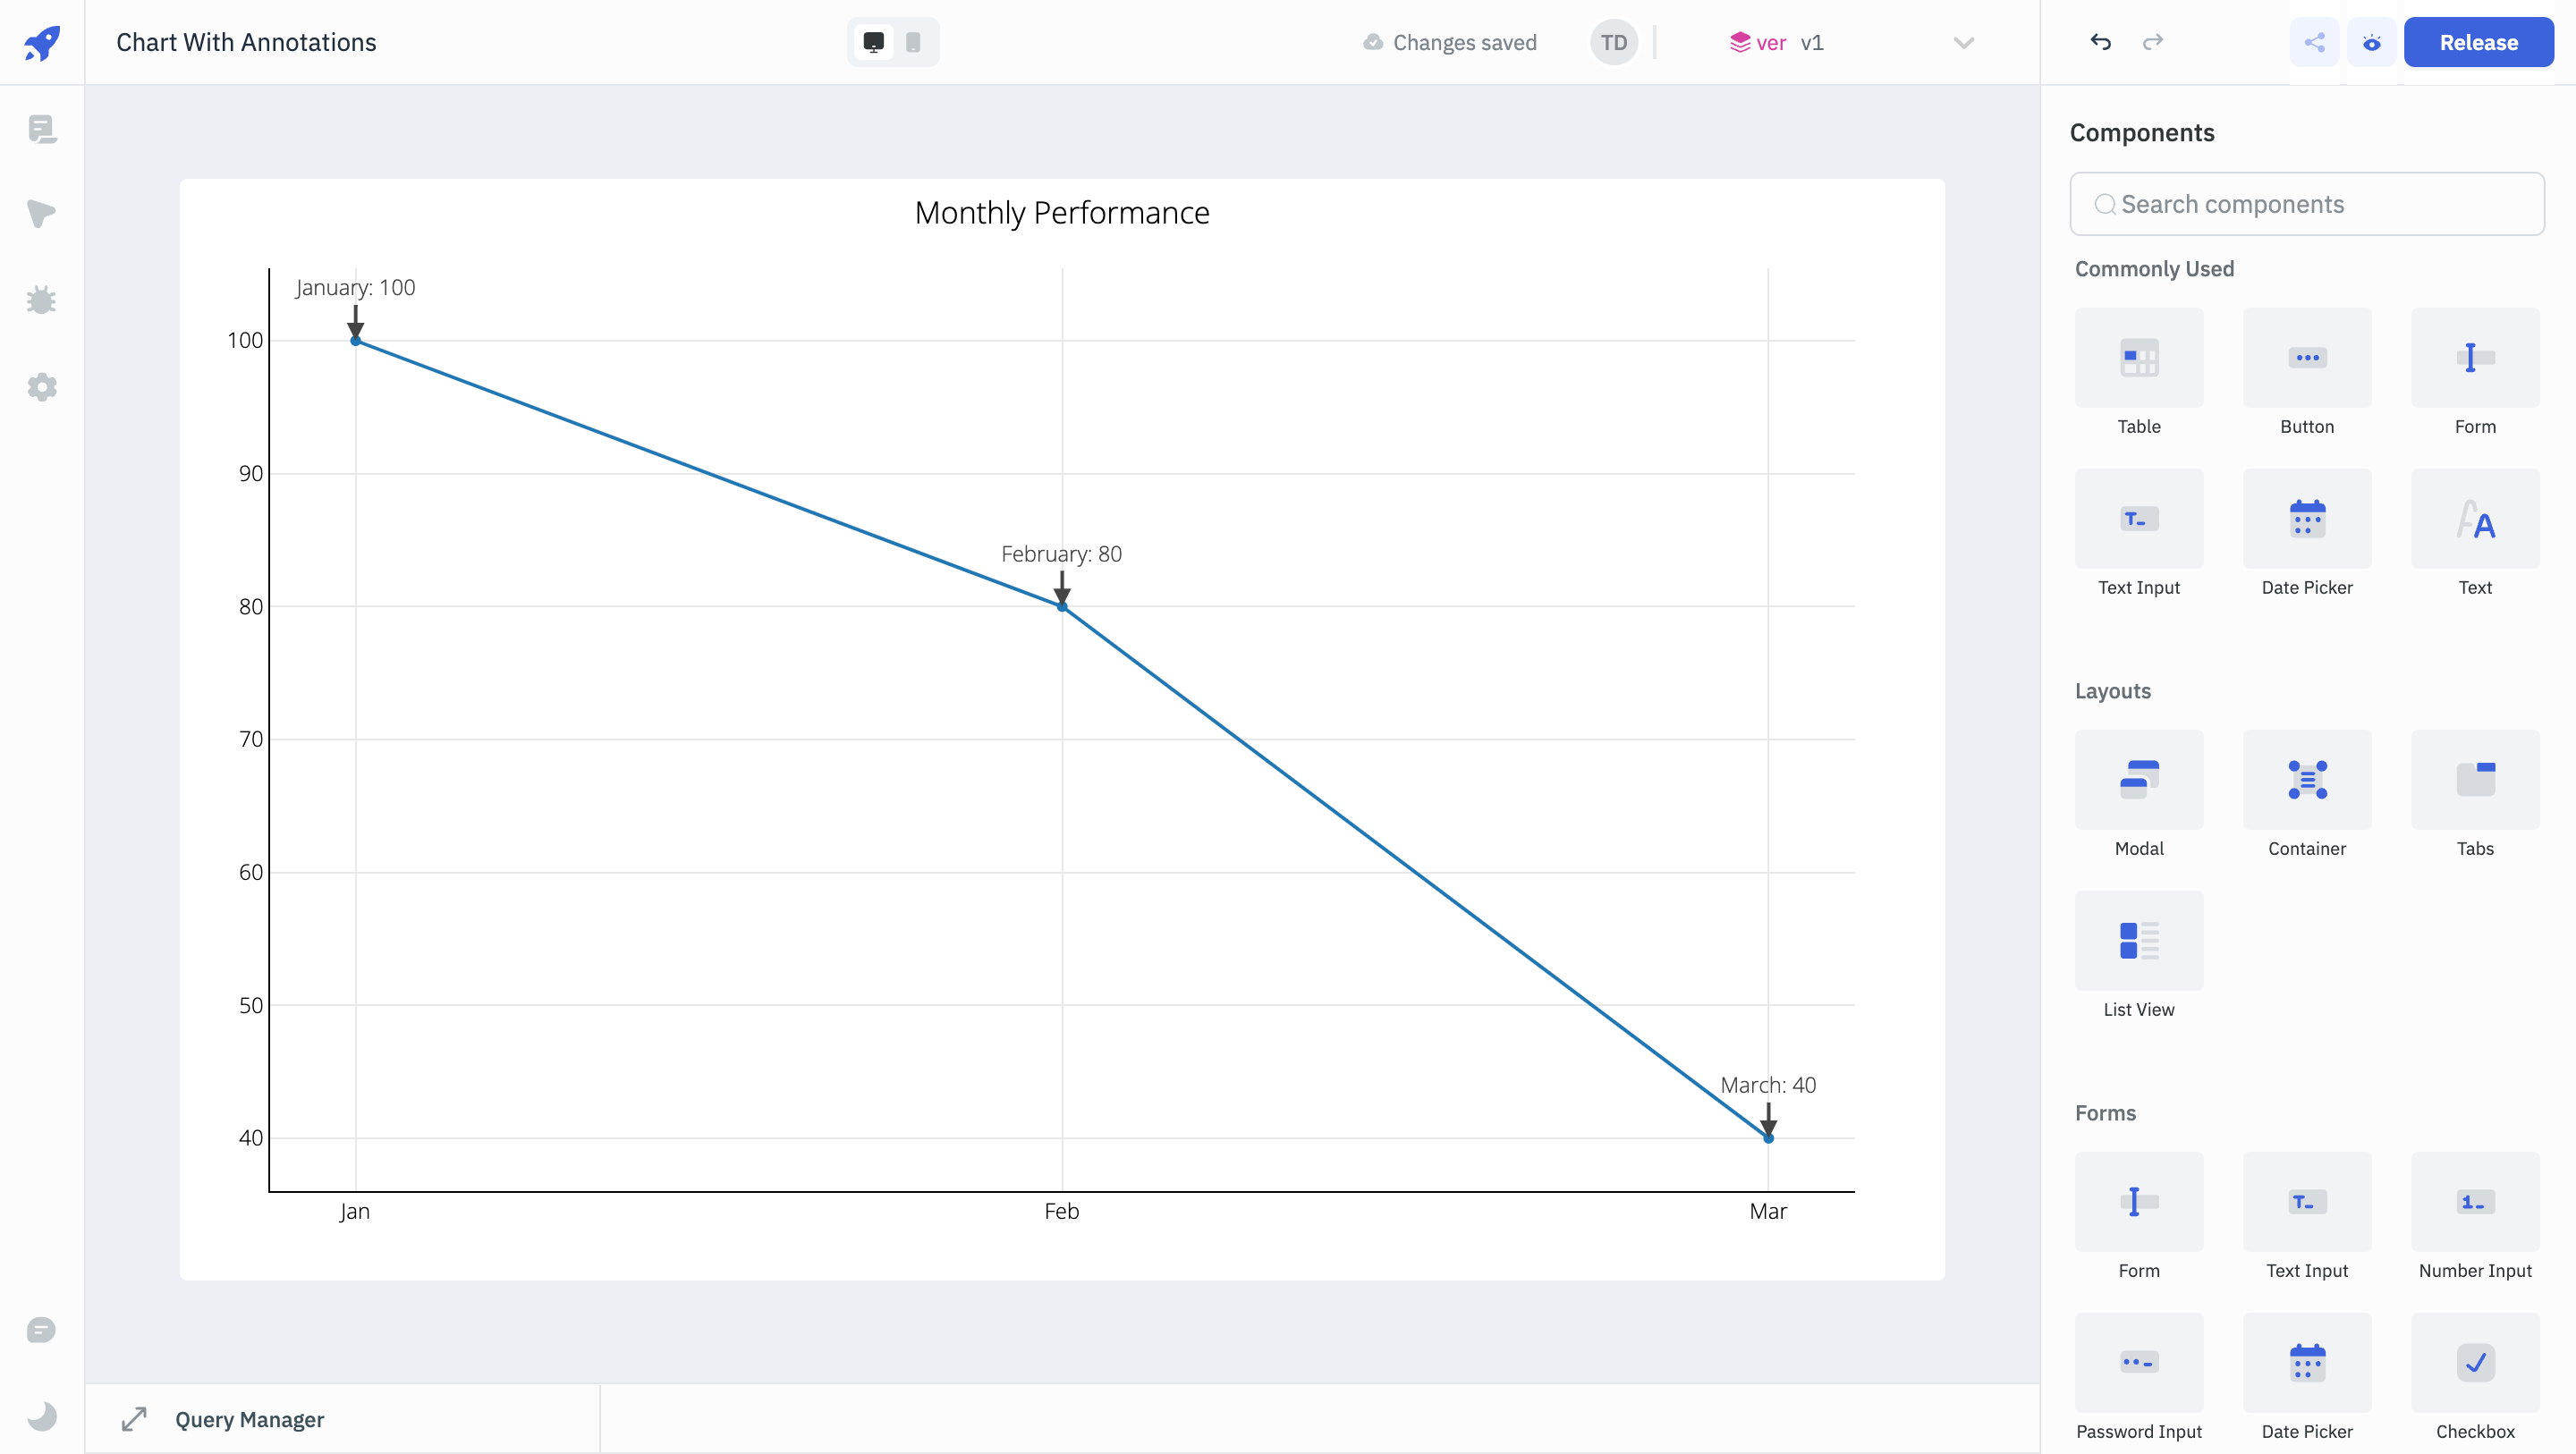 Chart With Annotations
Changes saved
TD
ver v1
Release
Monthly Performance
January: 100
February: 80
March: 40
100
90
80
70
60
50
40
Jan Feb Mar
Query Manager
Components
Search components
Commonly Used
Table Button Form
T_
Text Input Date Picker Text
Layouts
Modal Container Tabs
List View
Forms
T_ 1_
Form Text Input Number Input
Password Input Date Picker Checkbox